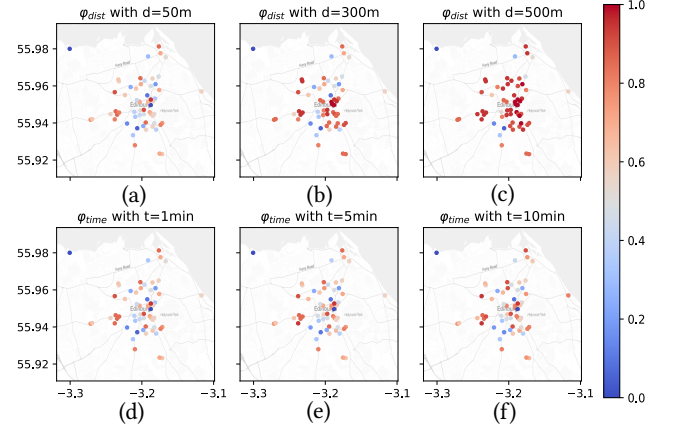 φdist with d=50m φdist with d=300m φdist with d=500m
1.0
55.98
55.96
55.94
55.92
0.8
(a) (b) (c)
0.6
φtime with t=1min φtime with t=5min φtime with t=10min
55.98
55.96
55.94
55.92
0.4
0.2
0.0
−3.3 −3.2 −3.1 −3.3 −3.2 −3.1 −3.3 −3.2 −3.1
(d) (e) (f)